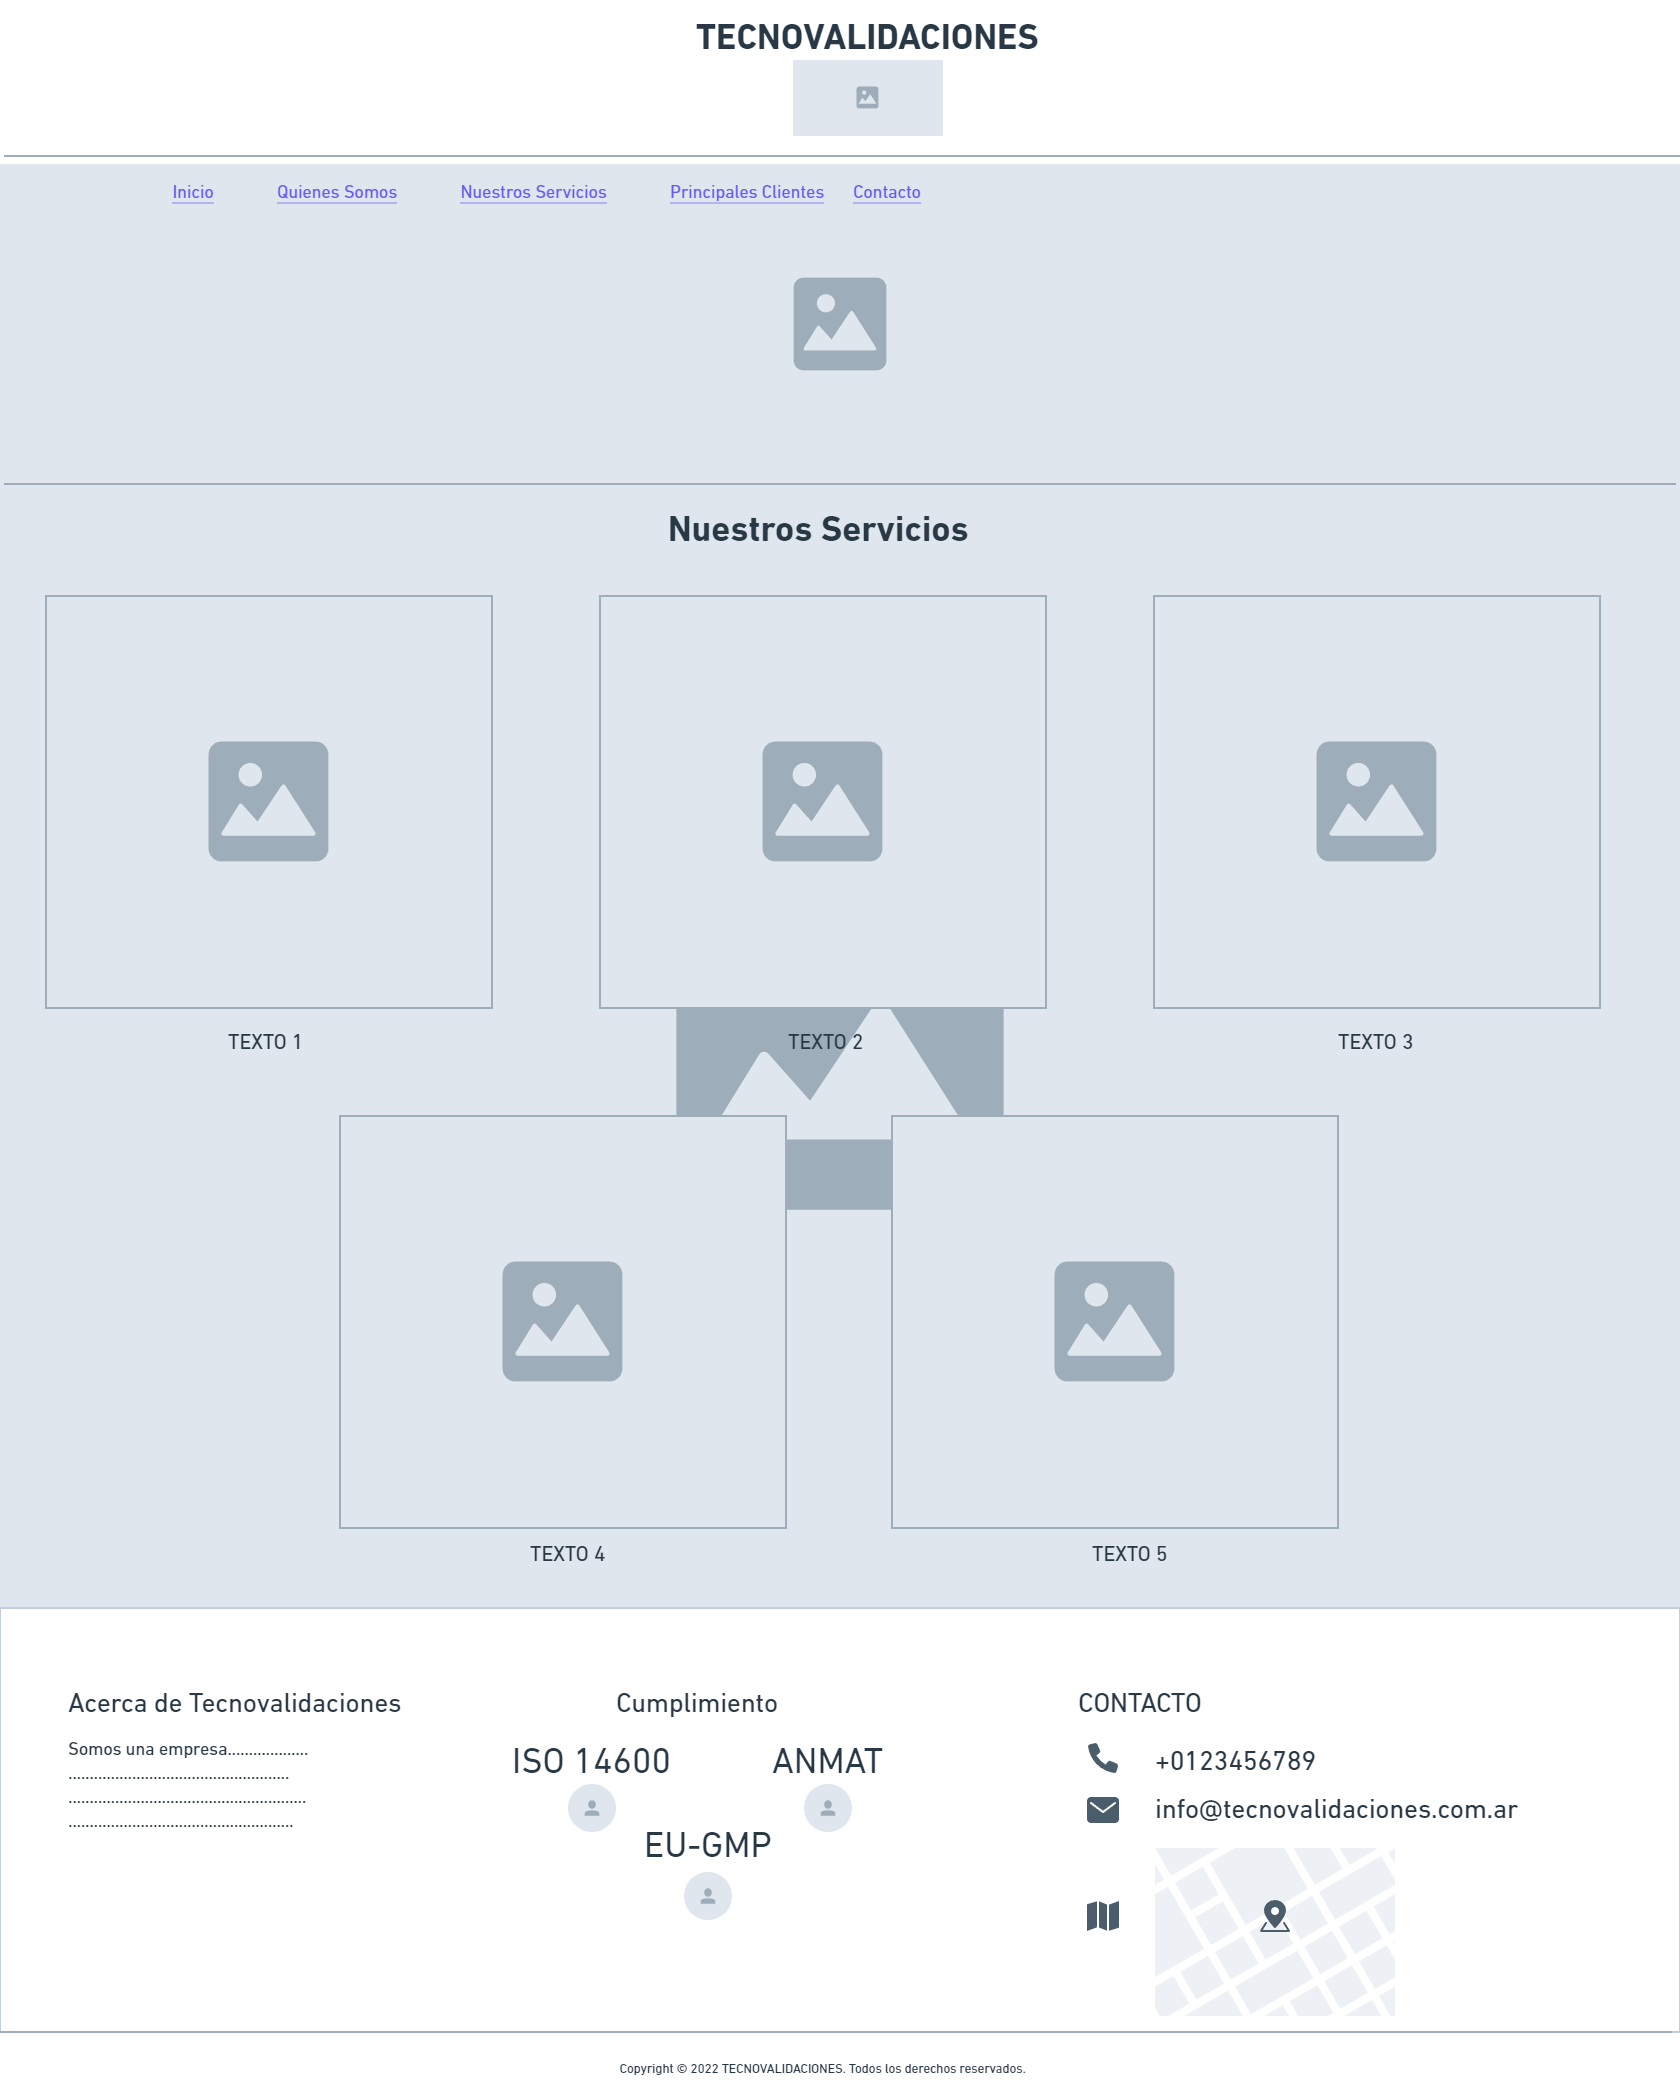 TECNOVALIDACIONES
Inicio Quienes Somos Nuestros Servicios Principales Clientes Contacto
Nuestros Servicios
TEXTO 1 TEXTO 2 TEXTO 3
TEXTO 4 TEXTO 5
Acerca de Tecnovalidaciones
Somos una empresa...................
....................................................
........................................................
.....................................................
Cumplimiento
ISO 14600 ANMAT
EU-GMP
CONTACTO
+0123456789
info@tecnovalidaciones.com.ar
Copyright © 2022 TECNOVALIDACIONES. Todos los derechos reservados.